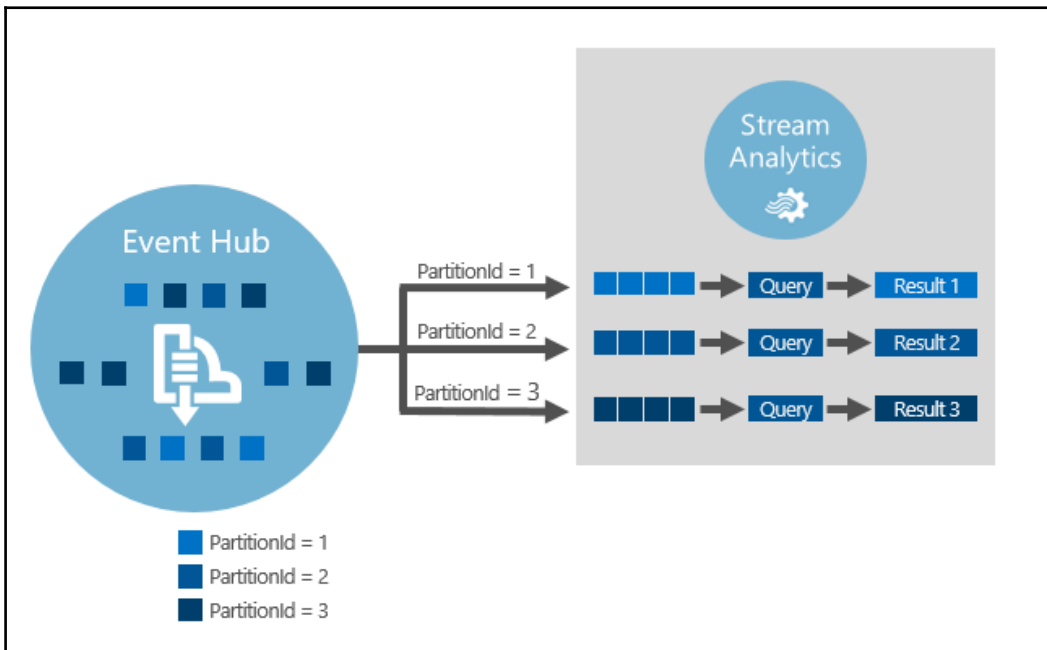 Stream
Analytics
Event Hub
PartitionId = 1
Query
Result 1
PartitionId = 2
Query
Result 2
PartitionId = 3
Query
Result 3
PartitionId = 1
PartitionId = 2
PartitionId = 3